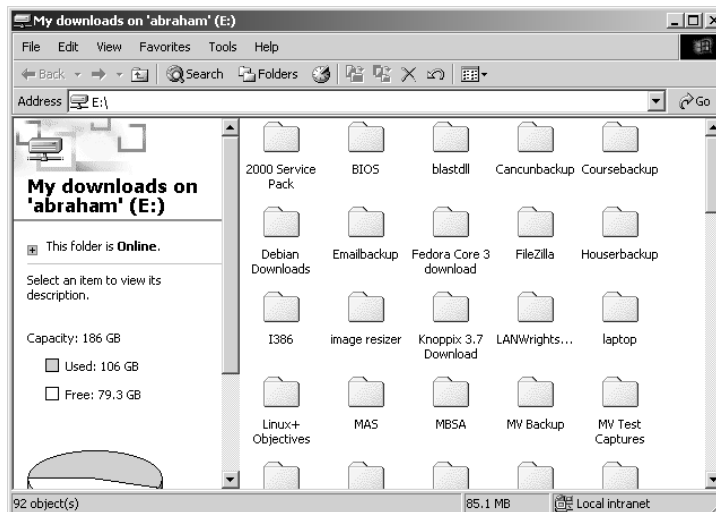 My downloads on 'abraham' (E:)
File Edit View Favorites Tools Help
Back Search Folders
Address E:\ Go
My downloads on
'abraham' (E:)
This folder is Online.
Select an item to view its
description.
Capacity: 186 GB
Used: 106 GB
Free: 79.3 GB
2000 Service
Pack
BIOS
blastdll
Cancunbackup
Coursebackup
Debian
Downloads
Emailbackup
Fedora Core 3
download
FileZilla
Houserbackup
I386
image resizer
Knoppix 3.7
Download
LANWrights...
laptop
Linux+
Objectives
MAS
MBSA
MV Backup
MV Test
Captures
92 object(s) 85.1 MB Local intranet